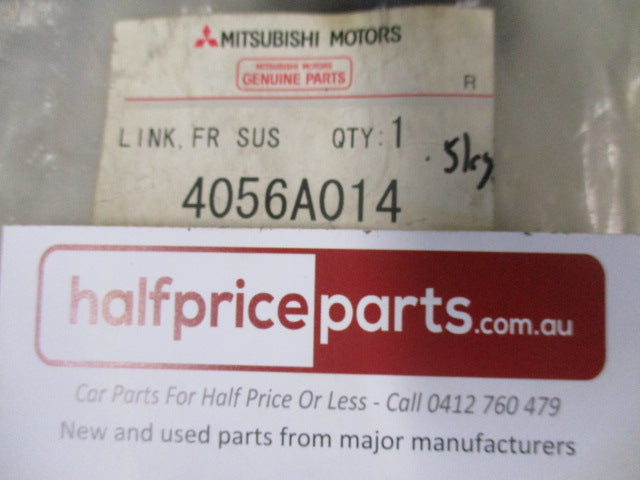 MITSUBISHI MOTORS
MITSUBISHI MOTORS
GENUINE PARTS
R
LINK, FR SUS QTY: 1
.5kg
4056A014
halfpriceparts.com.au
Car Parts For Half Price Or Less - Call 0412 760 479
New and used parts from major manufacturers